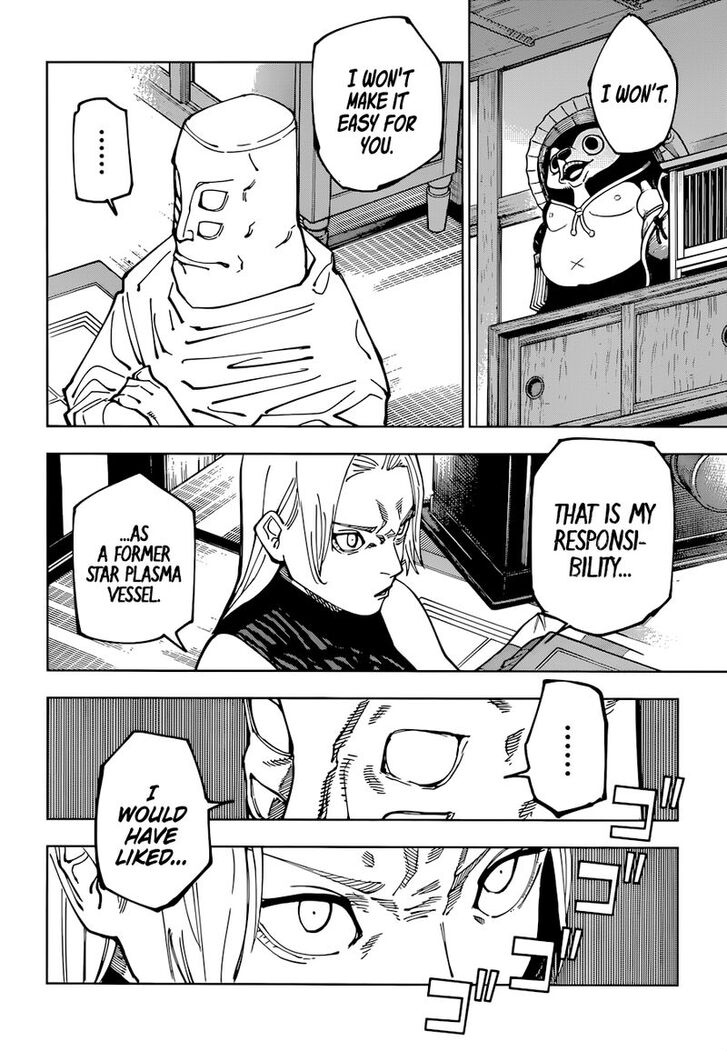 I WON'T.
I WON'T
MAKE IT
EASY FOR
YOU.
......
THAT IS MY
RESPONSI-
BILITY...
...AS
A FORMER
STAR PLASMA
VESSEL.
......
I
WOULD
HAVE
LIKED...
ゴ"
ゴ"
ゴ"
ゴ"